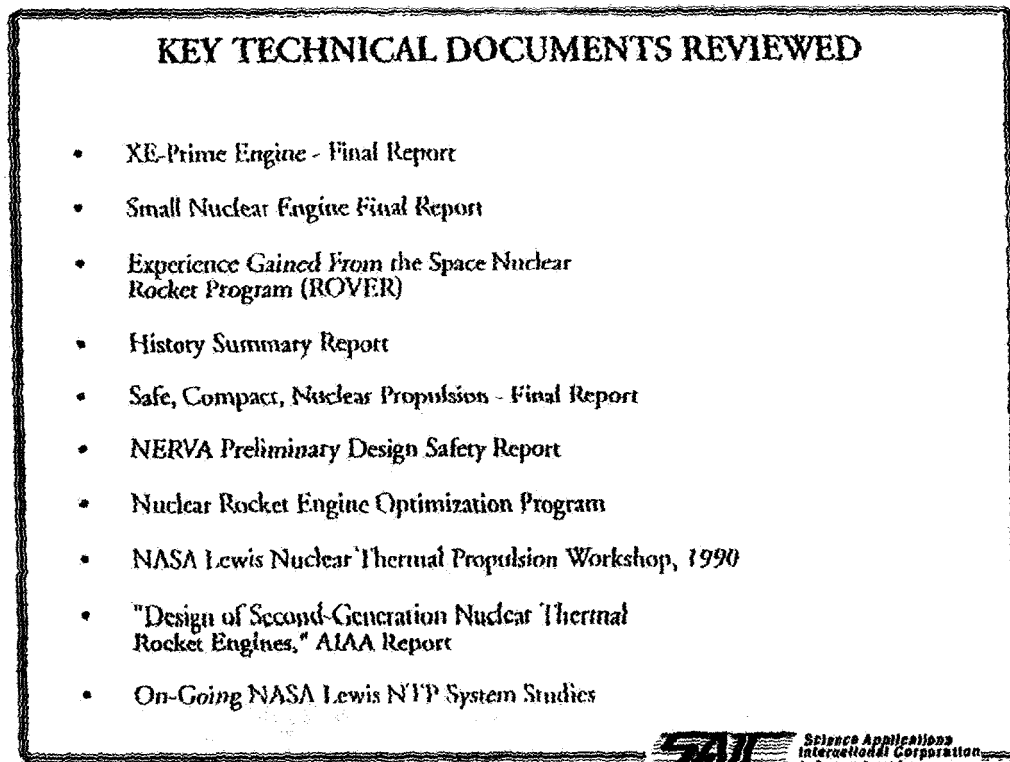 KEY TECHNICAL DOCUMENTS REVIEWED
• XE-Prime Engine - Final Report
• Small Nuclear Engine Final Report
• Experience Gained From the Space Nuclear
Rocket Program (ROVER)
• History Summary Report
• Safe, Compact, Nuclear Propulsion - Final Report
• NERVA Preliminary Design Safety Report
• Nuclear Rocket Engine Optimization Program
• NASA Lewis Nuclear Thermal Propulsion Workshop, 1990
• "Design of Second-Generation Nuclear Thermal
Rocket Engines," AIAA Report
• On-Going NASA Lewis NTP System Studies
SAIC
Science Applications
International Corporation